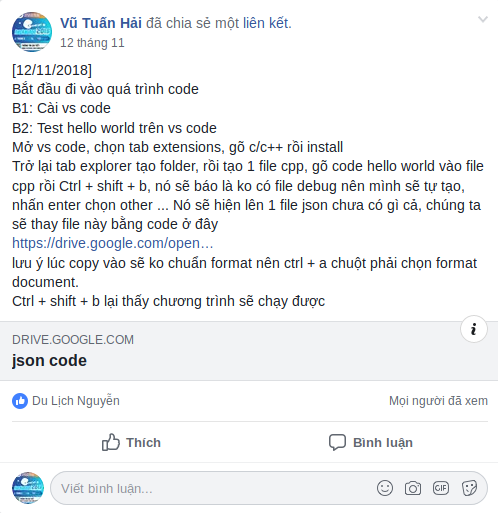 Vũ Tuấn Hải đã chia sẻ một liên kết.
12 tháng 11
[12/11/2018]
Bắt đầu đi vào quá trình code
B1: Cài vs code
B2: Test hello world trên vs code
Mở vs code, chọn tab extensions, gõ c/c++ rồi install
Trở lại tab explorer tạo folder, rồi tạo 1 file cpp, gõ code hello world vào file
cpp rồi Ctrl + shift + b, nó sẽ báo là ko có file debug nên mình sẽ tự tạo,
nhấn enter chọn other ... Nó sẽ hiện lên 1 file json chưa có gì cả, chúng ta
sẽ thay file này bằng code ở đây
https://drive.google.com/open…
lưu ý lúc copy vào sẽ ko chuẩn format nên ctrl + a chuột phải chọn format
document.
Ctrl + shift + b lại thấy chương trình sẽ chạy được
DRIVE.GOOGLE.COM
json code
Du Lịch Nguyễn Mọi người đã xem
Thích Bình luận
Viết bình luận... GIF